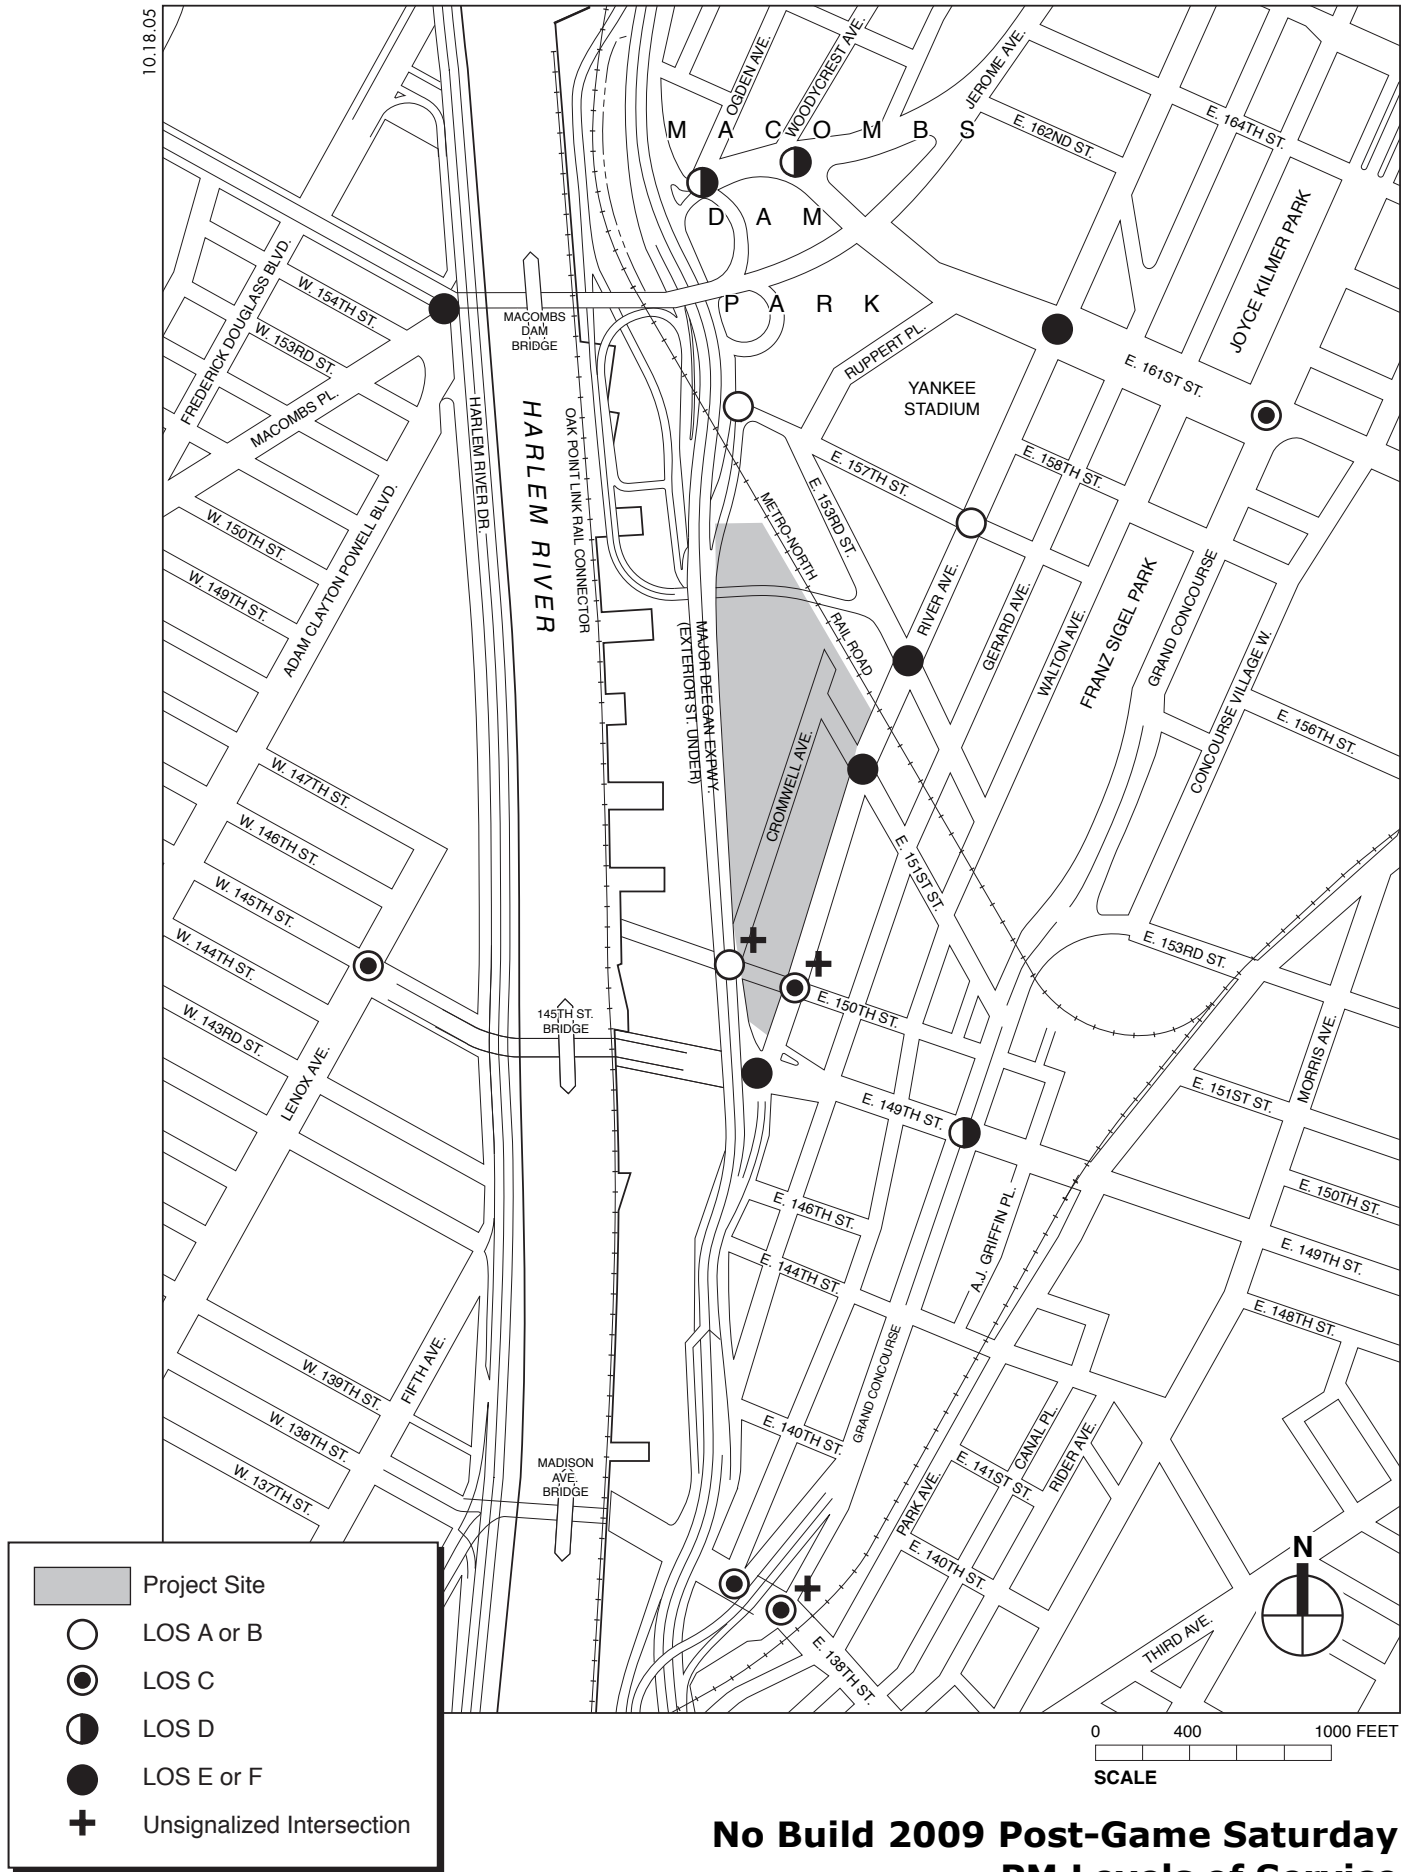 10.18.05
OGDEN AVE.
WOODYCREST AVE.
JEROME AVE.
E. 162ND ST.
E. 164TH ST.
MACOMBS
DAM
PARK
JOYCE KILMER PARK
FREDERICK DOUGLASS BLVD.
W. 154TH ST.
W. 153RD ST.
MACOMBS PL.
MACOMBS
DAM
BRIDGE
RUPPERT PL.
YANKEE
STADIUM
E. 161ST ST.
HARLEM RIVER DR.
HARLEM RIVER
OAK POINT LINK RAIL CONNECTOR
E. 157TH ST.
E. 158TH ST.
E. 153RD ST.
METRO-NORTH
RAIL ROAD
W. 150TH ST.
W. 149TH ST.
ADAM CLAYTON POWELL BLVD.
RIVER AVE.
GERARD AVE.
WALTON AVE.
FRANZ SIGEL PARK
GRAND CONCOURSE
CONCOURSE VILLAGE W.
MAJOR DEEGAN EXPWY.
(EXTERIOR ST. UNDER)
E. 156TH ST.
CROMWELL AVE.
W. 147TH ST.
W. 146TH ST.
W. 145TH ST.
W. 144TH ST.
W. 143RD ST.
E. 151ST ST.
E. 153RD ST.
LENOX AVE.
145TH ST.
BRIDGE
E. 150TH ST.
MORRIS AVE.
E. 151ST ST.
E. 149TH ST.
E. 150TH ST.
E. 146TH ST.
A.J. GRIFFIN PL.
E. 149TH ST.
E. 144TH ST.
E. 148TH ST.
FIFTH AVE.
GRAND CONCOURSE
W. 139TH ST.
W. 138TH ST.
W. 137TH ST.
E. 140TH ST.
CANAL PL.
RIDER AVE.
MADISON
AVE.
BRIDGE
E. 141ST ST.
PARK AVE.
E. 140TH ST.
E. 138TH ST.
THIRD AVE.
N
Project Site
LOS A or B
LOS C
LOS D
LOS E or F
Unsignalized Intersection
0 400 1000 FEET
SCALE
No Build 2009 Post-Game Saturday
PM Levels of Service